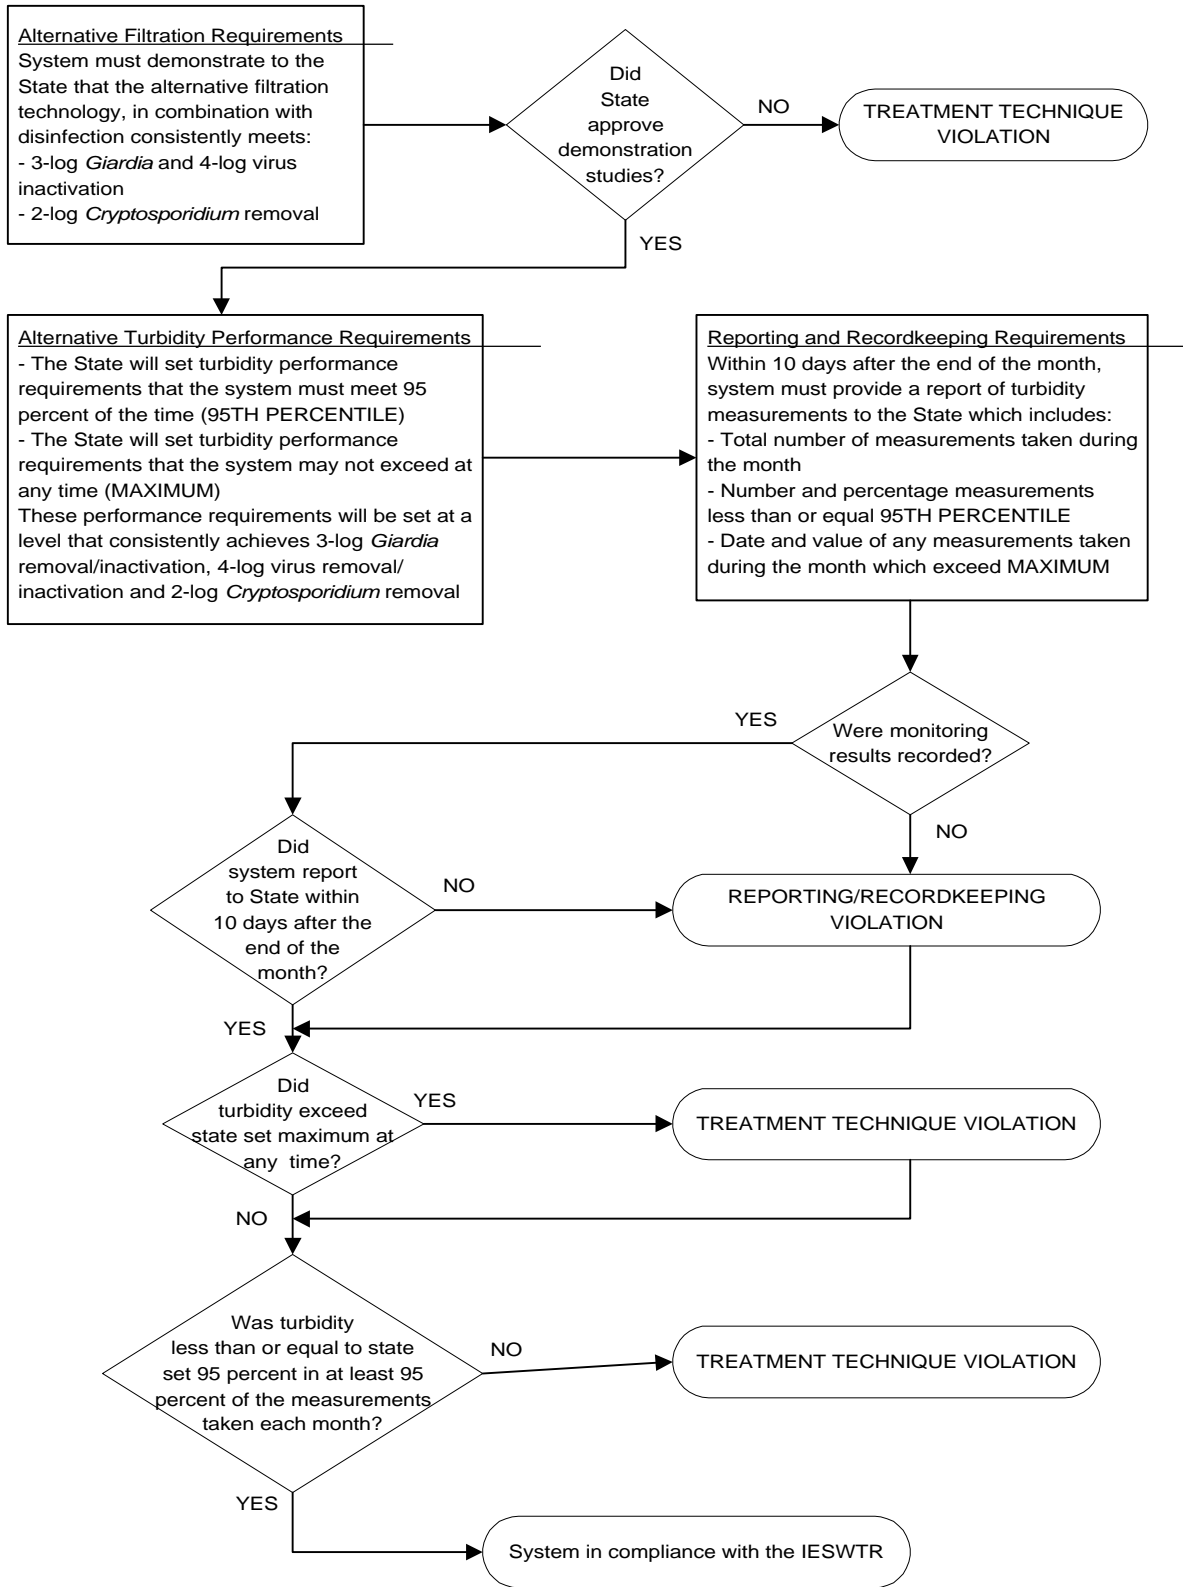 Alternative Filtration Requirements
System must demonstrate to the
State that the alternative filtration
technology, in combination with
disinfection consistently meets:
- 3-log Giardia and 4-log virus
inactivation
- 2-log Cryptosporidium removal
Did
State
approve
demonstration
studies?
NO
TREATMENT TECHNIQUE
VIOLATION
YES
Alternative Turbidity Performance Requirements
- The State will set turbidity performance
requirements that the system must meet 95
percent of the time (95TH PERCENTILE)
- The State will set turbidity performance
requirements that the system may not exceed at
any time (MAXIMUM)
These performance requirements will be set at a
level that consistently achieves 3-log Giardia
removal/inactivation, 4-log virus removal/
inactivation and 2-log Cryptosporidium removal
Reporting and Recordkeeping Requirements
Within 10 days after the end of the month,
system must provide a report of turbidity
measurements to the State which includes:
- Total number of measurements taken during
the month
- Number and percentage measurements
less than or equal 95TH PERCENTILE
- Date and value of any measurements taken
during the month which exceed MAXIMUM
Were monitoring
results recorded?
YES
NO
Did
system report
to State within
10 days after the
end of the
month?
NO
REPORTING/RECORDKEEPING
VIOLATION
YES
Did
turbidity exceed
state set maximum at
any time?
YES
TREATMENT TECHNIQUE VIOLATION
NO
Was turbidity
less than or equal to state
set 95 percent in at least 95
percent of the measurements
taken each month?
NO
TREATMENT TECHNIQUE VIOLATION
YES
System in compliance with the IESWTR